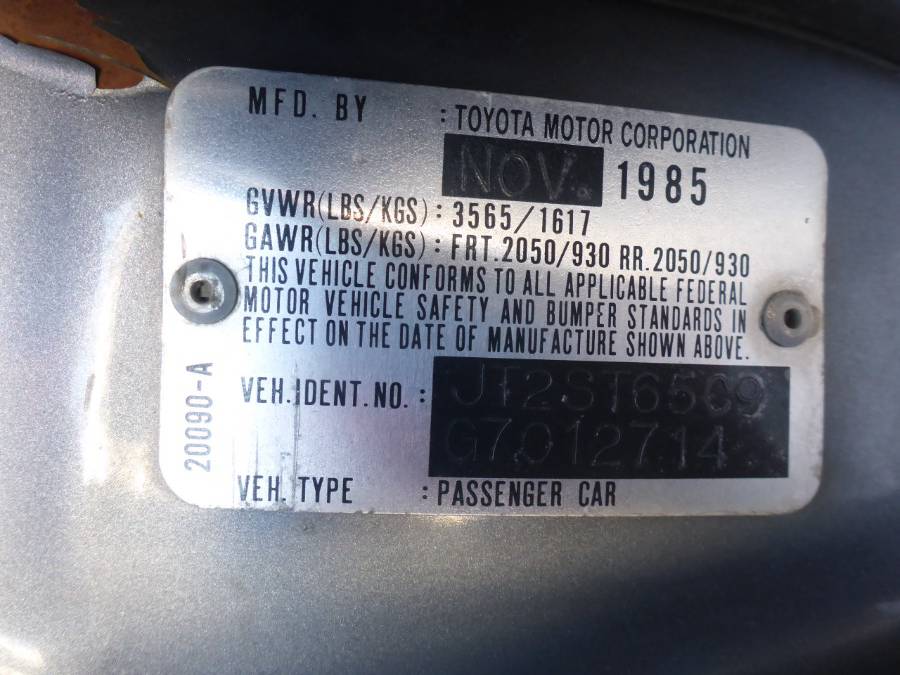 MFD. BY : TOYOTA MOTOR CORPORATION
NOV. 1985
GVWR(LBS/KGS): 3565/1617
GAWR(LBS/KGS): FRT.2050/930 RR.2050/930
THIS VEHICLE CONFORMS TO ALL APPLICABLE FEDERAL
MOTOR VEHICLE SAFETY AND BUMPER STANDARDS IN
EFFECT ON THE DATE OF MANUFACTURE SHOWN ABOVE.
VEH.IDENT.NO. : JT2ST65C9
G7012714
VEH. TYPE : PASSENGER CAR
20090-A